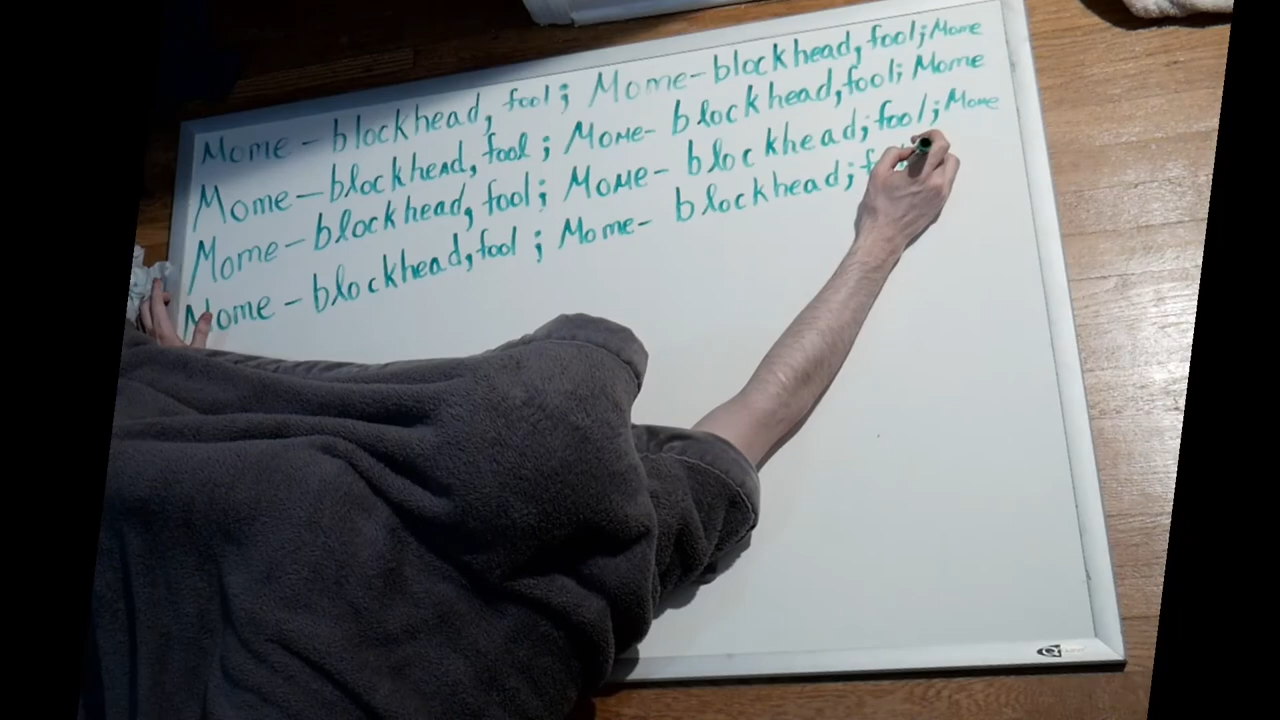 Mome - blockhead, fool; Mome - blockhead, fool; Mome
Mome - blockhead, fool; Mome - blockhead, fool; Mome
Mome - blockhead, fool; Mome - blockhead; fool; Mome
Mome - blockhead, fool; Mome - blockhead;